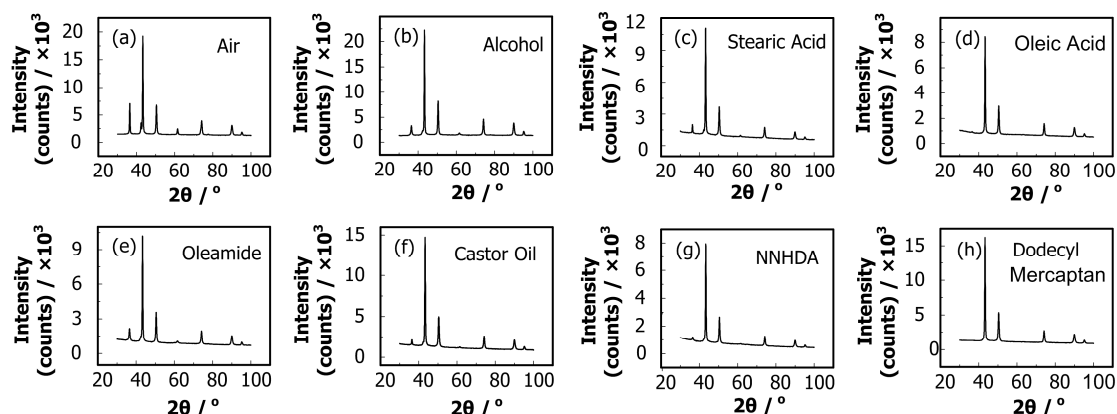 Intensity
(counts) / ×10³
20
15
10
5
0
(a)
Air
20 40 60 80 100
2θ / º
Intensity
(counts) / ×10³
20
15
10
5
0
(b)
Alcohol
20 40 60 80 100
2θ / º
Intensity
(counts) / ×10³
12
9
6
3
0
(c)
Stearic Acid
20 40 60 80 100
2θ / º
Intensity
(counts) / ×10³
8
6
4
2
0
(d)
Oleic Acid
20 40 60 80 100
2θ / º
Intensity
(counts) / ×10³
9
6
3
0
(e)
Oleamide
20 40 60 80 100
2θ / º
Intensity
(counts) / ×10³
15
10
5
0
(f)
Castor Oil
20 40 60 80 100
2θ / º
Intensity
(counts) / ×10³
8
6
4
2
0
(g)
NNHDA
20 40 60 80 100
2θ / º
Intensity
(counts) / ×10³
15
10
5
0
(h)
Dodecyl
Mercaptan
20 40 60 80 100
2θ / º